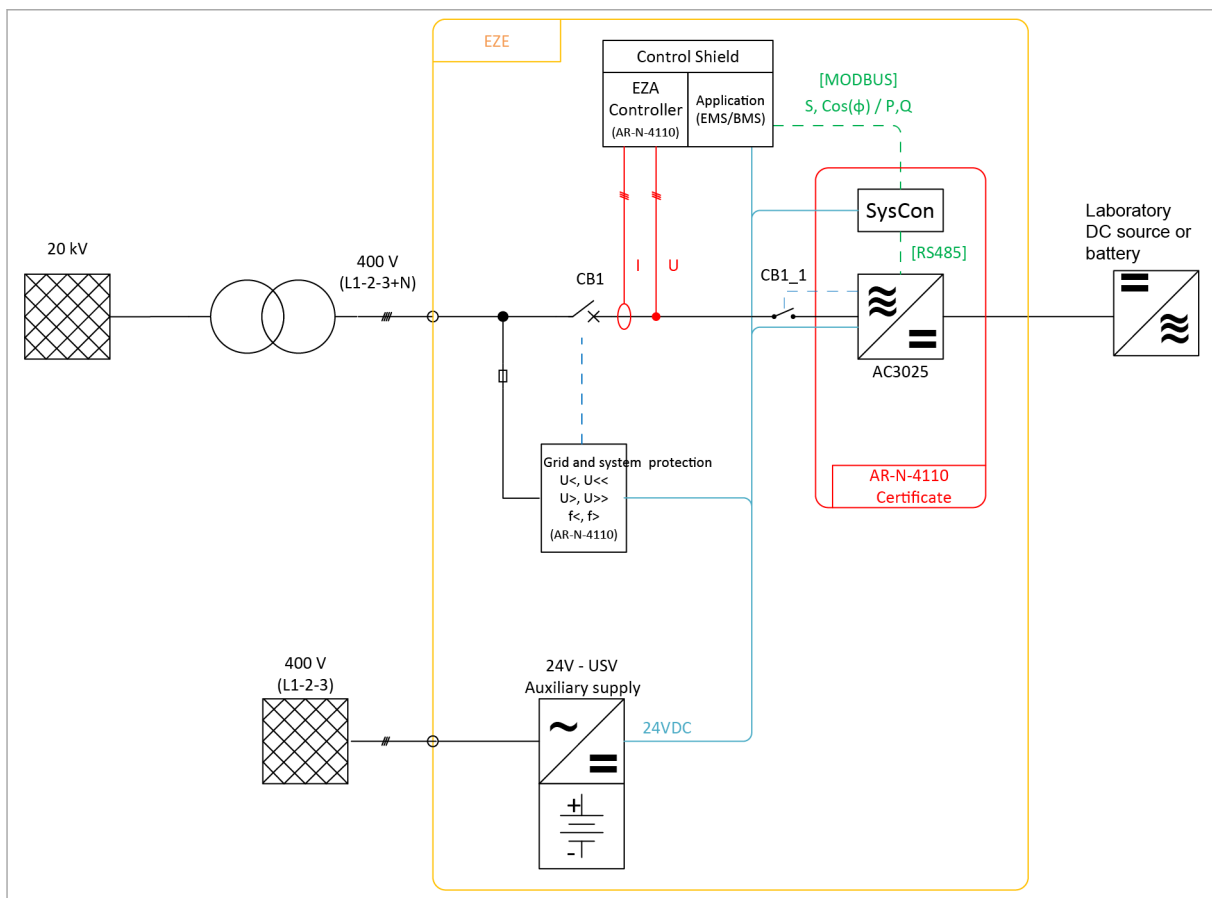 EZE
Control Shield
EZA
Controller
(AR-N-4110)
Application
(EMS/BMS)
[MODBUS]
S, Cos(ϕ) / P,Q
SysCon
[RS485]
Laboratory
DC source or
battery
20 kV
400 V
(L1-2-3+N)
CB1
I
U
CB1_1
AC3025
Grid and system protection
U<, U<<
U>, U>>
f<, f>
(AR-N-4110)
AR-N-4110
Certificate
400 V
(L1-2-3)
24V - USV
Auxiliary supply
24VDC
+
-